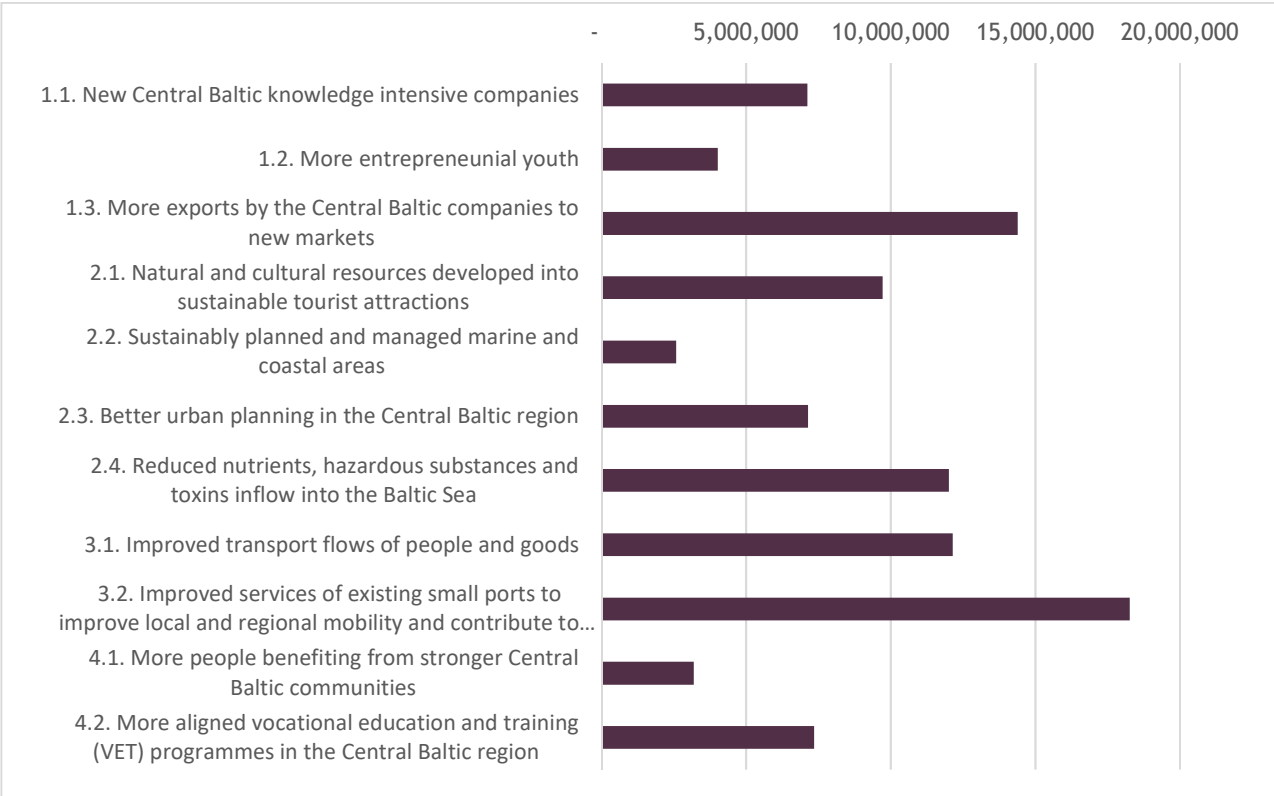 - 5,000,000 10,000,000 15,000,000 20,000,000
1.1. New Central Baltic knowledge intensive companies
1.2. More entrepreneunial youth
1.3. More exports by the Central Baltic companies to
new markets
2.1. Natural and cultural resources developed into
sustainable tourist attractions
2.2. Sustainably planned and managed marine and
coastal areas
2.3. Better urban planning in the Central Baltic region
2.4. Reduced nutrients, hazardous substances and
toxins inflow into the Baltic Sea
3.1. Improved transport flows of people and goods
3.2. Improved services of existing small ports to
improve local and regional mobility and contribute to...
4.1. More people benefiting from stronger Central
Baltic communities
4.2. More aligned vocational education and training
(VET) programmes in the Central Baltic region